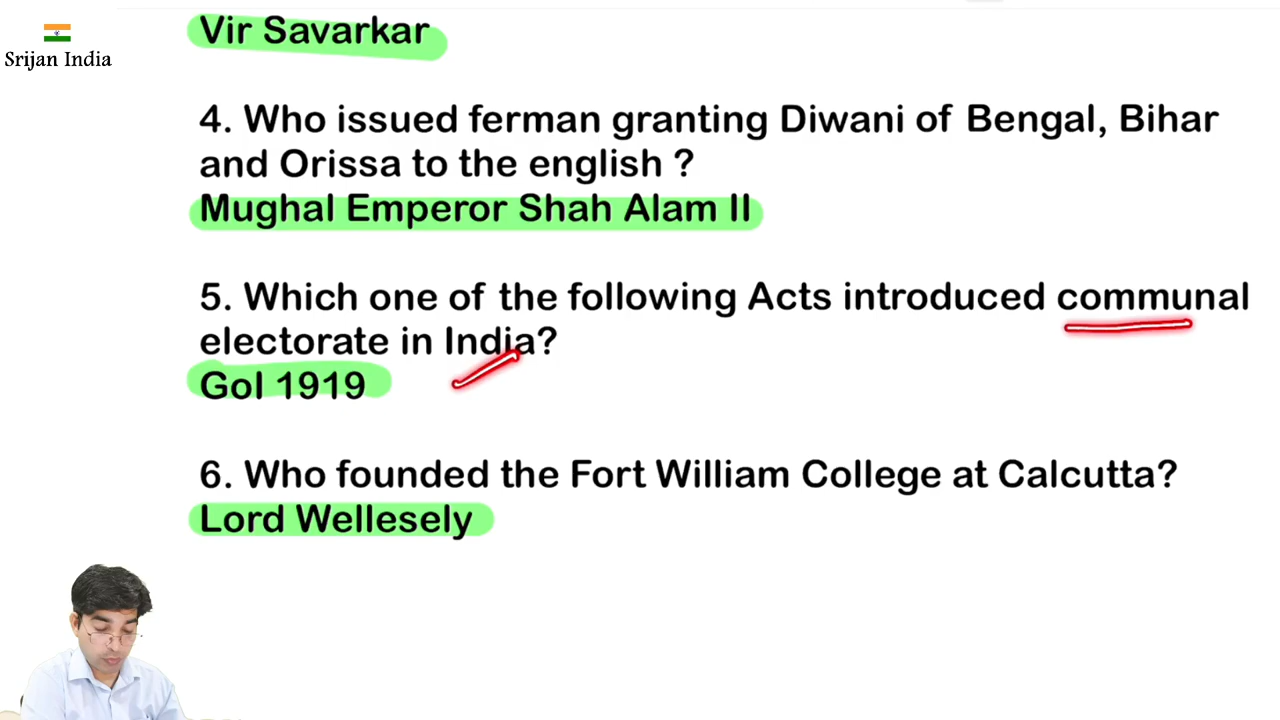 Srijan India
Vir Savarkar
4. Who issued ferman granting Diwani of Bengal, Bihar
and Orissa to the english ?
Mughal Emperor Shah Alam II
5. Which one of the following Acts introduced communal
electorate in India?
GoI 1919
6. Who founded the Fort William College at Calcutta?
Lord Wellesely